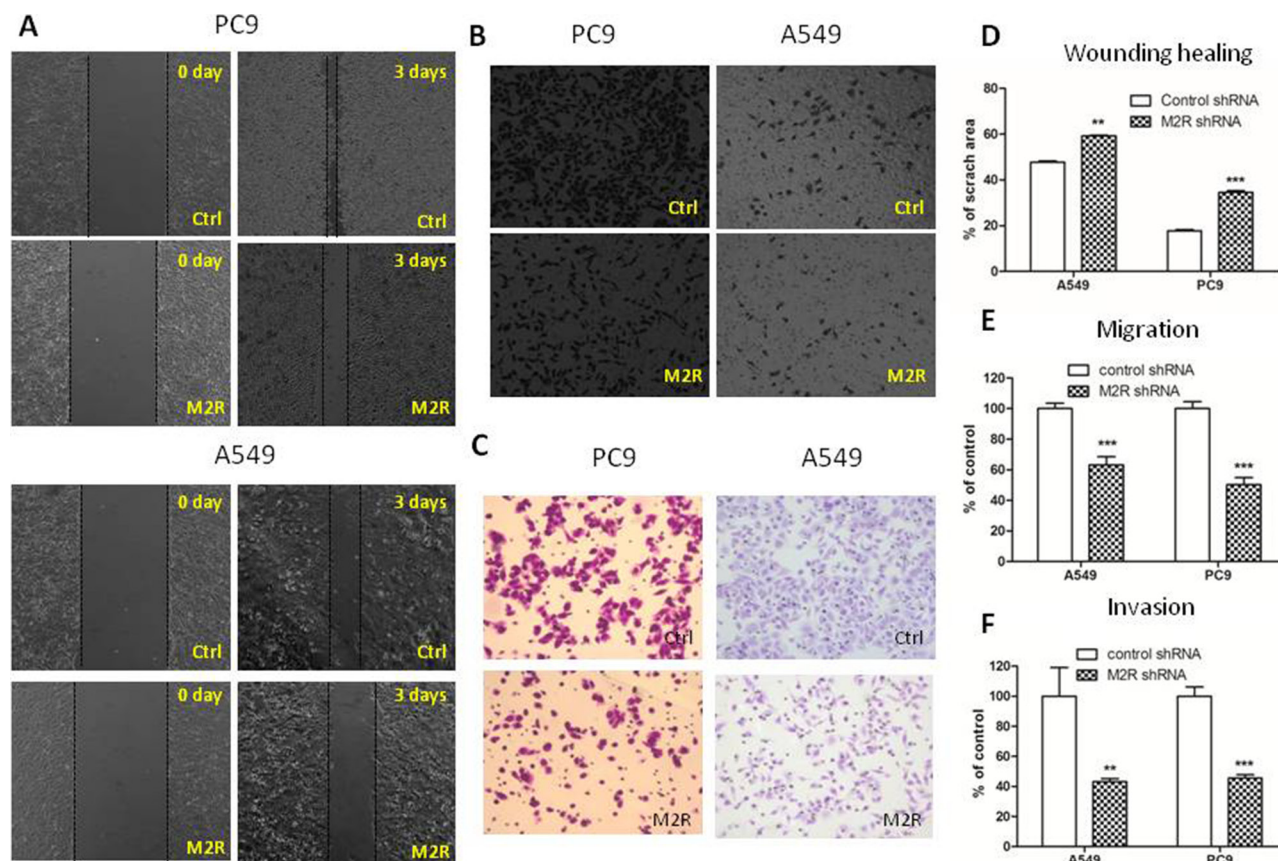 A
PC9
0 day
3 days
Ctrl
Ctrl
0 day
3 days
M2R
M2R
A549
0 day
3 days
Ctrl
Ctrl
0 day
3 days
M2R
M2R
B
PC9
A549
Ctrl
Ctrl
M2R
M2R
C
PC9
A549
Ctrl
Ctrl
M2R
M2R
D
Wounding healing
Control shRNA
M2R shRNA
% of scrach area
80
60
40
20
0
**
***
A549
PC9
E
Migration
control shRNA
M2R shRNA
% of control
120
100
80
60
40
20
0
***
***
A549
PC9
F
Invasion
control shRNA
M2R shRNA
% of control
120
100
80
60
40
20
0
**
***
A549
PC9